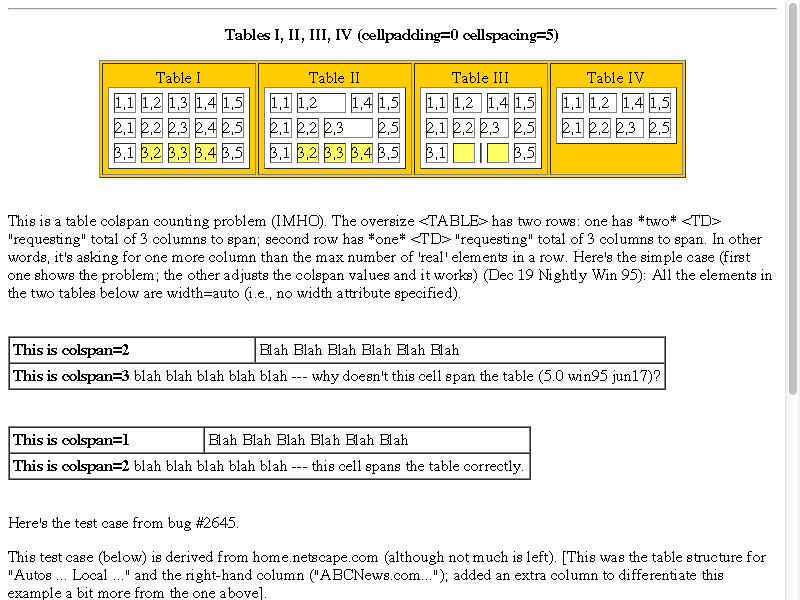 Tables I, II, III, IV (cellpadding=0 cellspacing=5)
Table I Table II Table III Table IV
1,1 1,2 1,3 1,4 1,5 1,1 1,2 1,4 1,5 1,1 1,2 1,4 1,5 1,1 1,2 1,4 1,5
2,1 2,2 2,3 2,4 2,5 2,1 2,2 2,3 2,5 2,1 2,2 2,3 2,5 2,1 2,2 2,3 2,5
3,1 3,2 3,3 3,4 3,5 3,1 3,2 3,3 3,4 3,5 3,1 3,5
This is a table colspan counting problem (IMHO). The oversize <TABLE> has two rows: one has *two* <TD>
"requesting" total of 3 columns to span; second row has *one* <TD> "requesting" total of 3 columns to span. In other
words, it's asking for one more column than the max number of 'real' elements in a row. Here's the simple case (first
one shows the problem; the other adjusts the colspan values and it works) (Dec 19 Nightly Win 95): All the elements in
the two tables below are width=auto (i.e., no width attribute specified).
This is colspan=2 Blah Blah Blah Blah Blah Blah
This is colspan=3 blah blah blah blah blah --- why doesn't this cell span the table (5.0 win95 jun17)?
This is colspan=1 Blah Blah Blah Blah Blah Blah
This is colspan=2 blah blah blah blah blah --- this cell spans the table correctly.
Here's the test case from bug #2645.
This test case (below) is derived from home.netscape.com (although not much is left). [This was the table structure for
"Autos ... Local ..." and the right-hand column ("ABCNews.com..."); added an extra column to differentiate this
example a bit more from the one above].